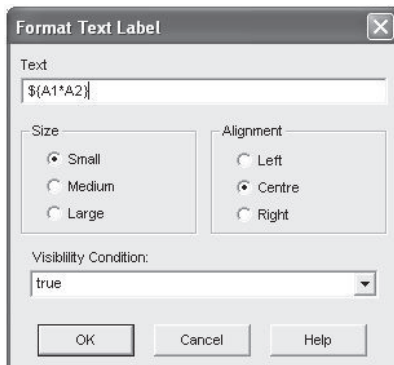 Format Text Label
Text
${A1*A2}
Size
Alignment
Small
Left
Medium
Centre
Large
Right
Visiblility Condition:
true
OK
Cancel
Help